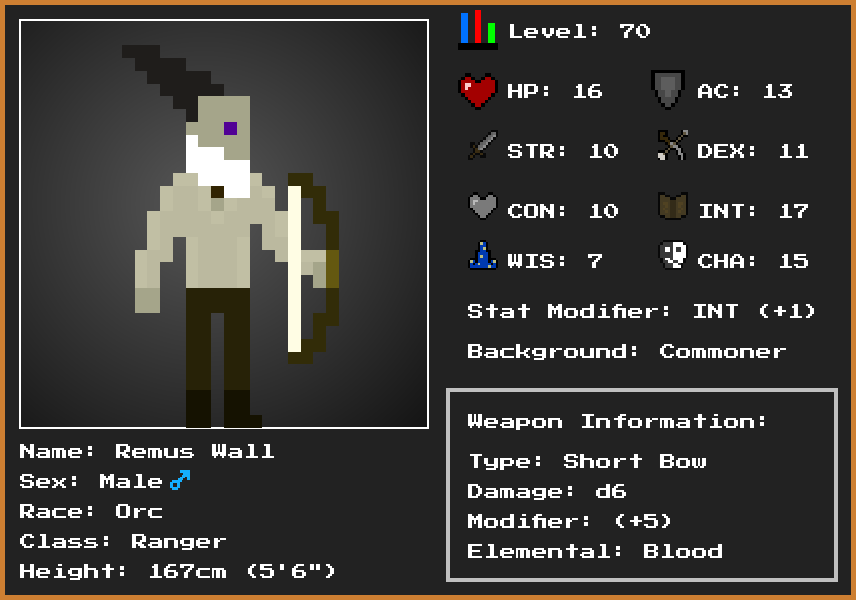 Level: 70
HP: 16 AC: 13
STR: 10 DEX: 11
CON: 10 INT: 17
WIS: 7 CHA: 15
Stat Modifier: INT (+1)
Background: Commoner
Weapon Information:
Type: Short Bow
Damage: d6
Modifier: (+5)
Elemental: Blood
Name: Remus Wall
Sex: Male ♂
Race: Orc
Class: Ranger
Height: 167cm (5'6")